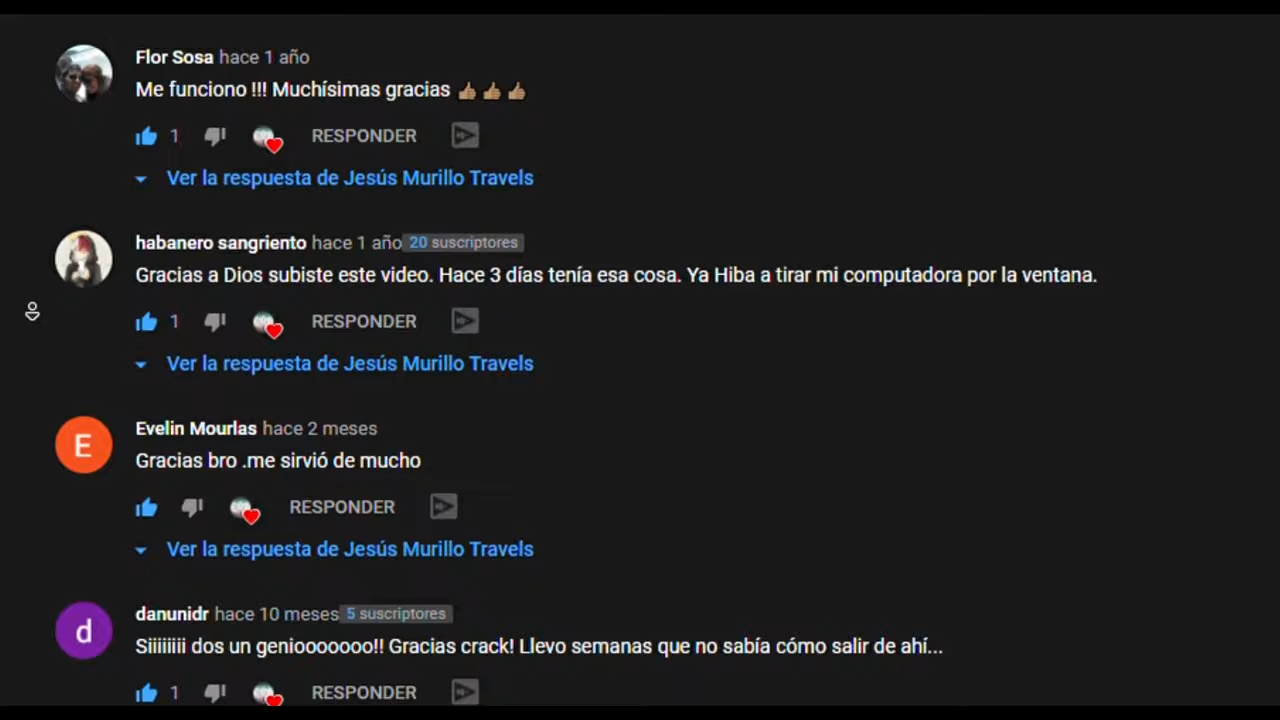 Flor Sosa hace 1 año
Me funciono !!! Muchísimas gracias 👍🏽👍🏽👍🏽
1 RESPONDER
Ver la respuesta de Jesús Murillo Travels
habanero sangriento hace 1 año 20 suscriptores
Gracias a Dios subiste este video. Hace 3 días tenía esa cosa. Ya Hiba a tirar mi computadora por la ventana.
1 RESPONDER
Ver la respuesta de Jesús Murillo Travels
E
Evelin Mourlas hace 2 meses
Gracias bro .me sirvió de mucho
RESPONDER
Ver la respuesta de Jesús Murillo Travels
d
danunidr hace 10 meses 5 suscriptores
Siiiiiiii dos un geniooooooo!! Gracias crack! Llevo semanas que no sabía cómo salir de ahí...
1 RESPONDER